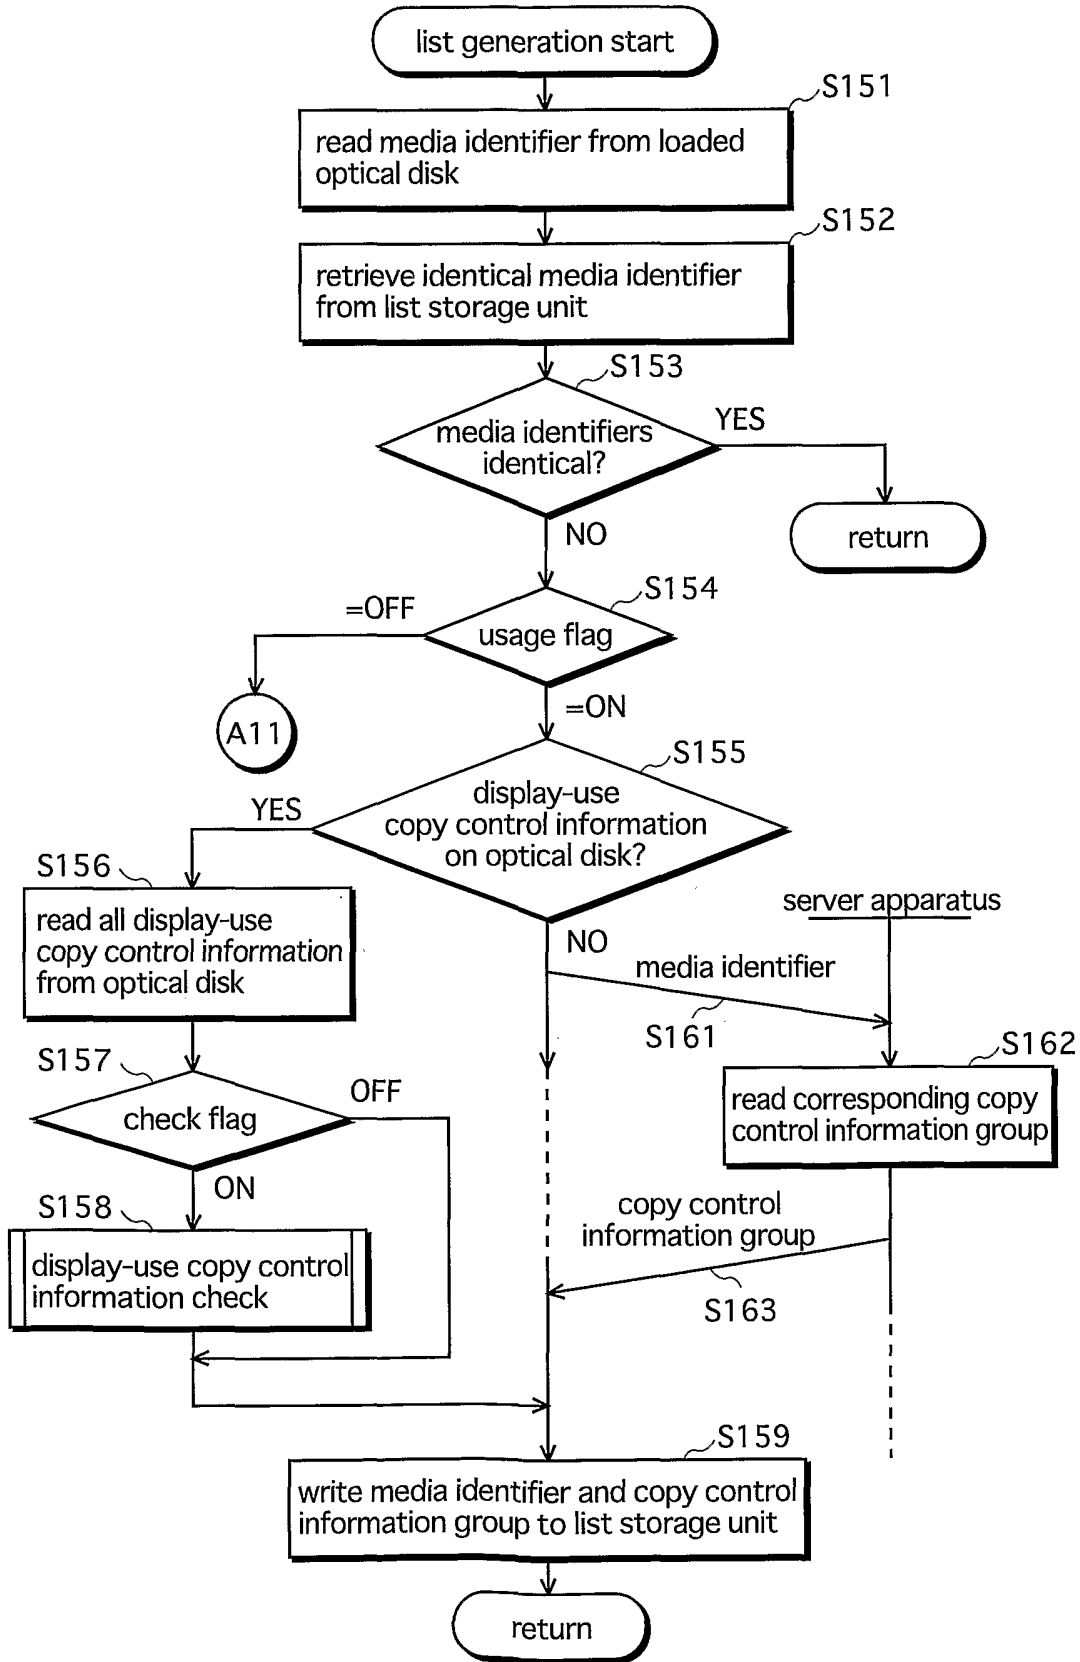 list generation start
S151
read media identifier from loaded
optical disk
S152
retrieve identical media identifier
from list storage unit
S153
media identifiers
identical?
YES
return
NO
S154
=OFF
usage flag
A11
=ON
S155
display-use
copy control information
on optical disk?
YES
S156
read all display-use
copy control information
from optical disk
server apparatus
NO
media identifier
S161
S162
read corresponding copy
control information group
S157
check flag
OFF
ON
S158
display-use copy control
information check
copy control
information group
S163
S159
write media identifier and copy control
information group to list storage unit
return